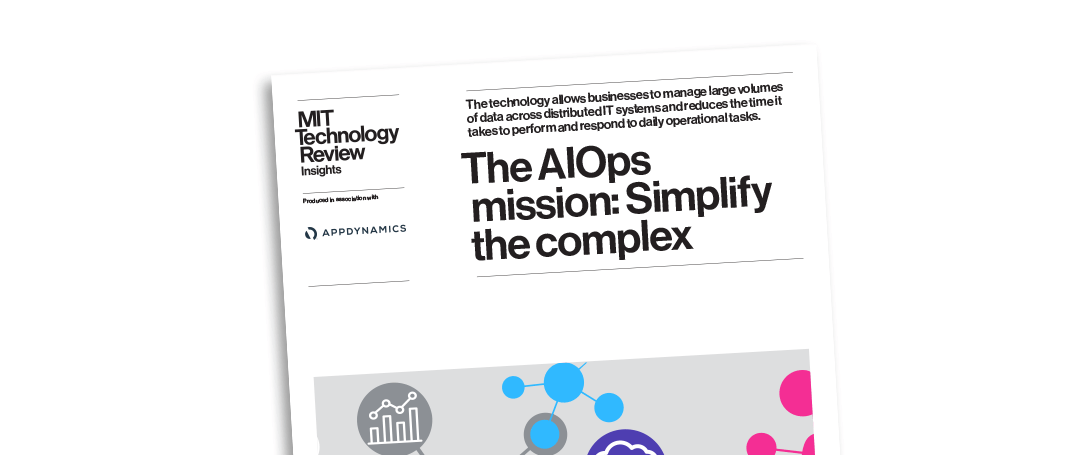 MIT
Technology
Review
Insights
Produced in association with
APPDYNAMICS
The technology allows businesses to manage large volumes
of data across distributed IT systems and reduces the time it
takes to perform and respond to daily operational tasks.
The AIOps
mission: Simplify
the complex